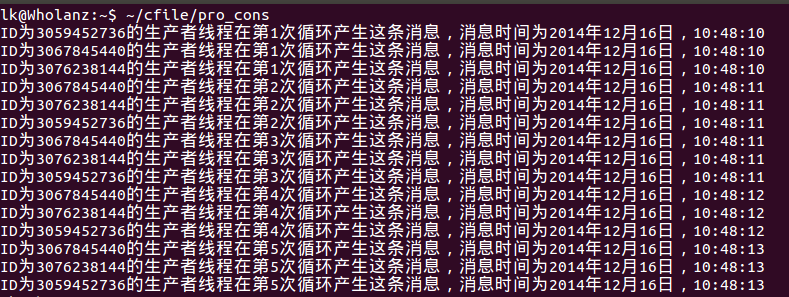 lk@Wholanz:~$ ~/cfile/pro_cons
ID为3059452736的生产者线程在第1次循环产生这条消息，消息时间为2014年12月16日，10:48:10
ID为3067845440的生产者线程在第1次循环产生这条消息，消息时间为2014年12月16日，10:48:10
ID为3076238144的生产者线程在第1次循环产生这条消息，消息时间为2014年12月16日，10:48:10
ID为3067845440的生产者线程在第2次循环产生这条消息，消息时间为2014年12月16日，10:48:11
ID为3076238144的生产者线程在第2次循环产生这条消息，消息时间为2014年12月16日，10:48:11
ID为3059452736的生产者线程在第2次循环产生这条消息，消息时间为2014年12月16日，10:48:11
ID为3067845440的生产者线程在第3次循环产生这条消息，消息时间为2014年12月16日，10:48:11
ID为3076238144的生产者线程在第3次循环产生这条消息，消息时间为2014年12月16日，10:48:11
ID为3059452736的生产者线程在第3次循环产生这条消息，消息时间为2014年12月16日，10:48:11
ID为3067845440的生产者线程在第4次循环产生这条消息，消息时间为2014年12月16日，10:48:12
ID为3076238144的生产者线程在第4次循环产生这条消息，消息时间为2014年12月16日，10:48:12
ID为3059452736的生产者线程在第4次循环产生这条消息，消息时间为2014年12月16日，10:48:12
ID为3067845440的生产者线程在第5次循环产生这条消息，消息时间为2014年12月16日，10:48:13
ID为3076238144的生产者线程在第5次循环产生这条消息，消息时间为2014年12月16日，10:48:13
ID为3059452736的生产者线程在第5次循环产生这条消息，消息时间为2014年12月16日，10:48:13